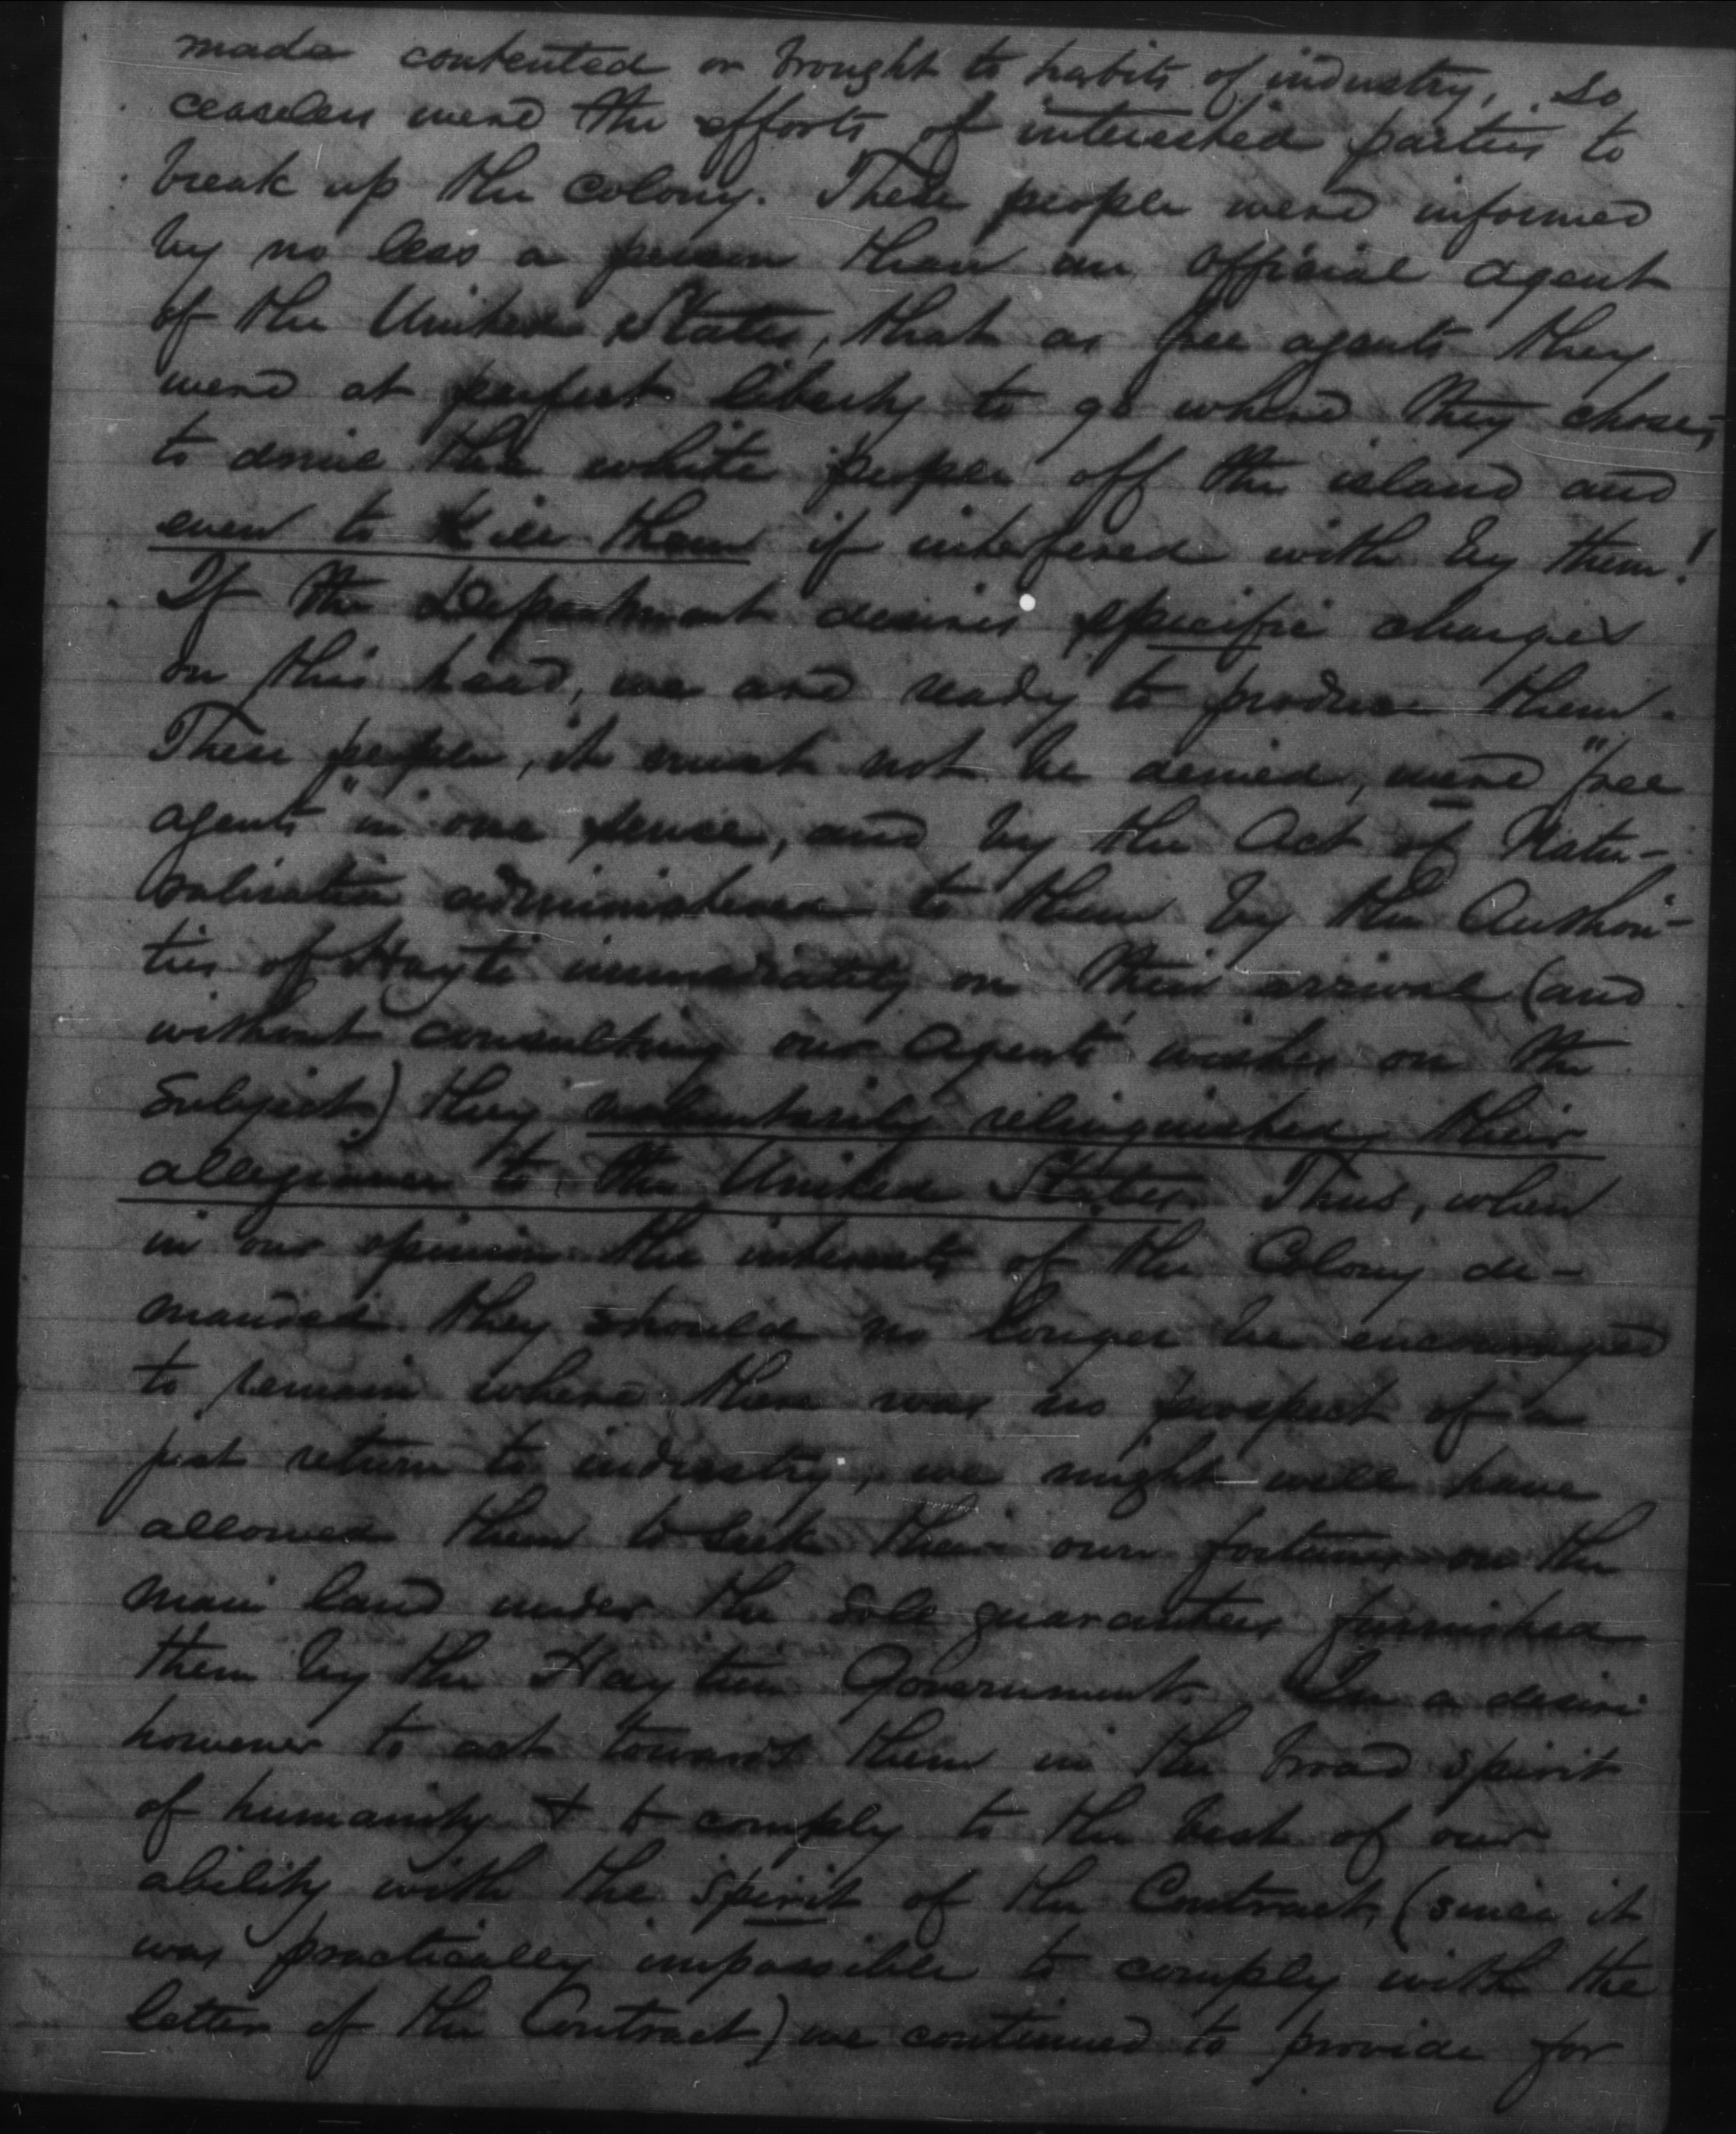 made contented or brought to habits of industry, so
ceaseless were the efforts of interested parties to
break up the colony. These people were informed
by no less a person than an official agent
of the United States, that as free agents they
were at perfect liberty to go where they chose,
to drive the white people off the island and
even to kill them if interfered with by them!
If the Department desires specific charges
on this head, we are ready to produce them.
These people, it must not be denied, were "free
agents" in one sense, and by the Act of Natu-
ralisation administered to them by the Authori-
ties of Hayti immediately on their arrival (and
without consulting our Agents' wishes on the
Subject) they voluntarily relinquished their
allegiance to the United States. Thus, when
in our opinion the interests of the Colony de-
manded they should no longer be encouraged
to remain where there was no prospect of a
just return to industry, we might well have
allowed them to seek their own fortunes on the
main land under the sole guarantees furnished
them by the Haytien Government. In a desire
however to act towards them in the broad spirit
of humanity & to comply to the best of our
ability with the spirit of the Contract, (since it
was practically impossible to comply with the
letter of the Contract) we continued to provide for